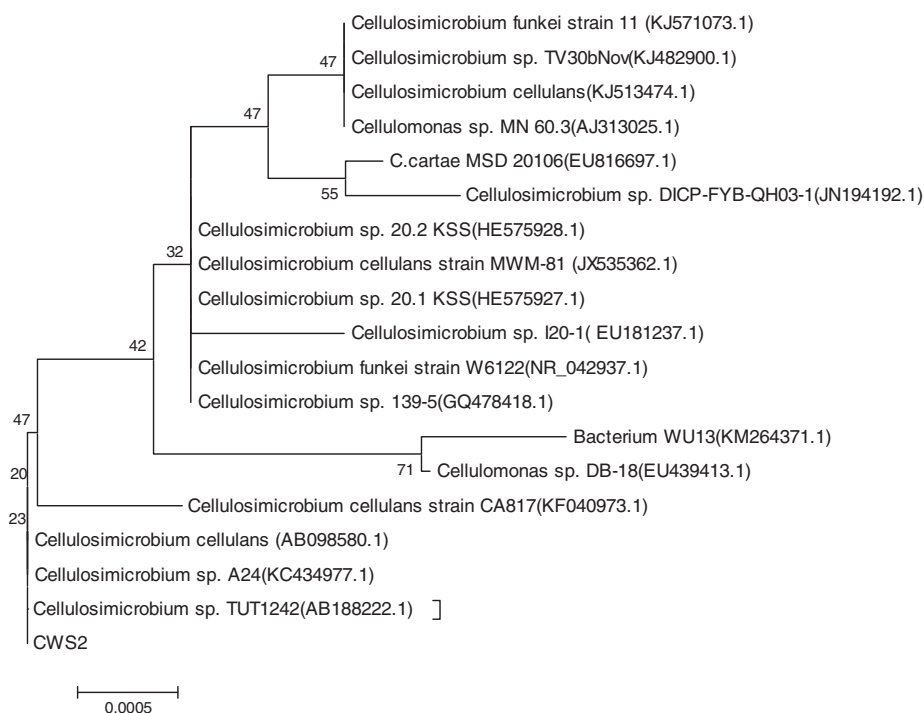 Cellulosimicrobium funkei strain 11 (KJ571073.1)
47
Cellulosimicrobium sp. TV30bNov(KJ482900.1)
Cellulosimicrobium cellulans(KJ513474.1)
47
Cellulomonas sp. MN 60.3(AJ313025.1)
C.cartae MSD 20106(EU816697.1)
55
Cellulosimicrobium sp. DICP-FYB-QH03-1(JN194192.1)
Cellulosimicrobium sp. 20.2 KSS(HE575928.1)
32
Cellulosimicrobium cellulans strain MWM-81 (JX535362.1)
Cellulosimicrobium sp. 20.1 KSS(HE575927.1)
Cellulosimicrobium sp. I20-1( EU181237.1)
42
Cellulosimicrobium funkei strain W6122(NR_042937.1)
Cellulosimicrobium sp. 139-5(GQ478418.1)
47
Bacterium WU13(KM264371.1)
71
Cellulomonas sp. DB-18(EU439413.1)
20
Cellulosimicrobium cellulans strain CA817(KF040973.1)
23
Cellulosimicrobium cellulans (AB098580.1)
Cellulosimicrobium sp. A24(KC434977.1)
Cellulosimicrobium sp. TUT1242(AB188222.1)
CWS2
0.0005